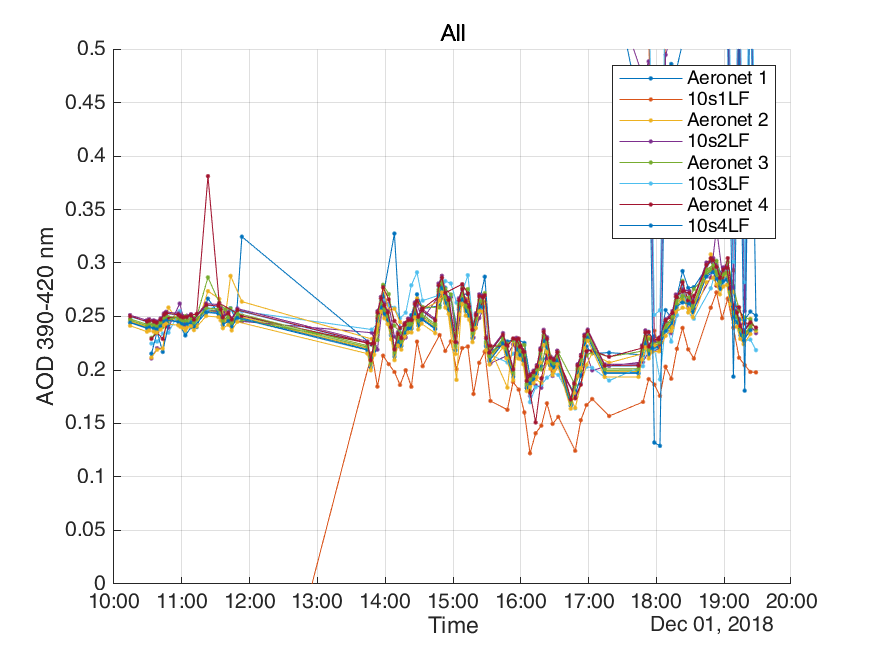 All
0.5
0.45
0.4
0.35
0.3
0.25
0.2
0.15
0.1
0.05
0
AOD 390-420 nm
Aeronet 1
10s1LF
Aeronet 2
10s2LF
Aeronet 3
10s3LF
Aeronet 4
10s4LF
10:00 11:00 12:00 13:00 14:00 15:00 16:00 17:00 18:00 19:00 20:00
Time
Dec 01, 2018